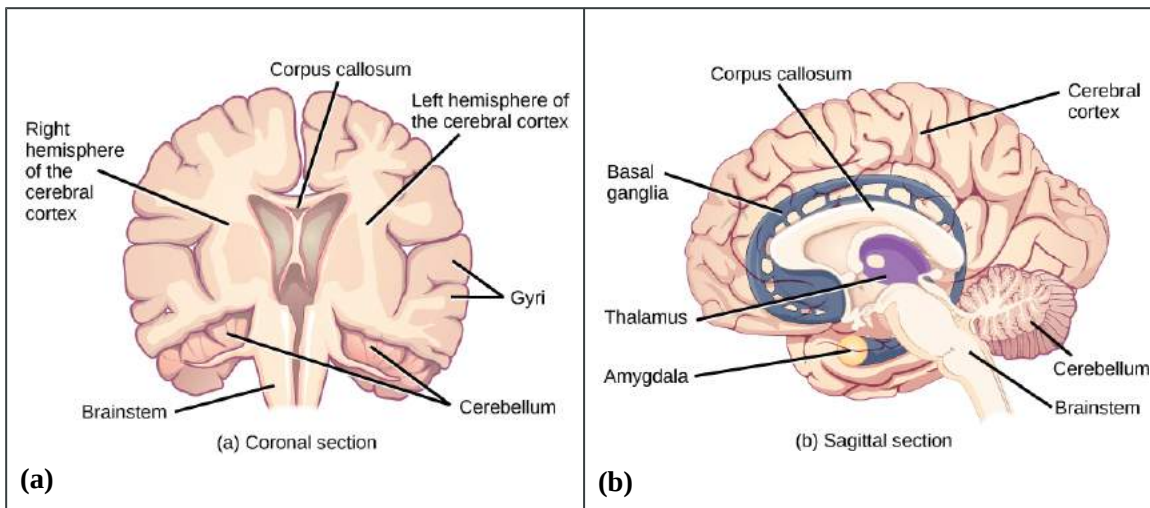 Corpus callosum
Left hemisphere of
the cerebral cortex
Right
hemisphere
of the
cerebral
cortex
Gyri
Brainstem
Cerebellum
(a) Coronal section
(a)
Corpus callosum
Cerebral
cortex
Basal
ganglia
Thalamus
Amygdala
Cerebellum
Brainstem
(b) Sagittal section
(b)